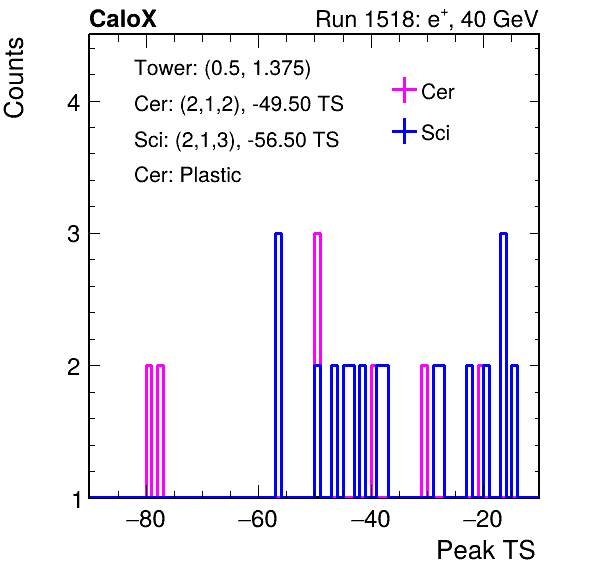 CaloX Run 1518: e⁺, 40 GeV
Counts
Tower: (0.5, 1.375)
Cer: (2,1,2), -49.50 TS
Sci: (2,1,3), -56.50 TS
Cer: Plastic
Cer
Sci
4
3
2
1
−80 −60 −40 −20
Peak TS